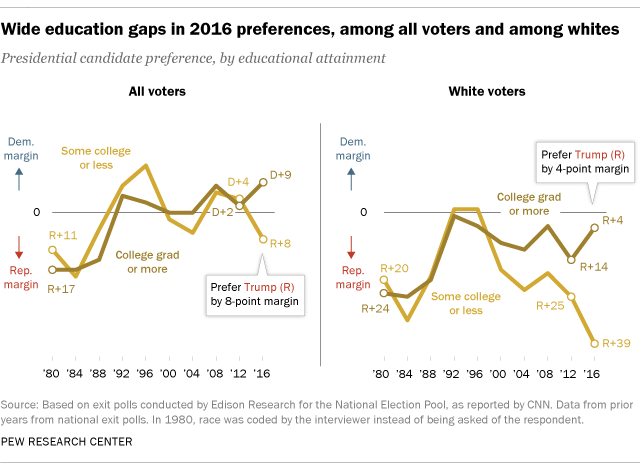 Wide education gaps in 2016 preferences, among all voters and among whites
Presidential candidate preference, by educational attainment
All voters
Dem. margin
0
Rep. margin
Some college or less
College grad or more
R+11
R+17
D+4
D+2
D+9
R+8
Prefer Trump (R)
by 8-point margin
'80 '84 '88 '92 '96 '00 '04 '08 '12 '16
White voters
Dem. margin
0
Rep. margin
Prefer Trump (R)
by 4-point margin
College grad
or more
Some college
or less
R+20
R+24
R+4
R+14
R+25
R+39
'80 '84 '88 '92 '96 '00 '04 '08 '12 '16
Source: Based on exit polls conducted by Edison Research for the National Election Pool, as reported by CNN. Data from prior
years from national exit polls. In 1980, race was coded by the interviewer instead of being asked of the respondent.
PEW RESEARCH CENTER